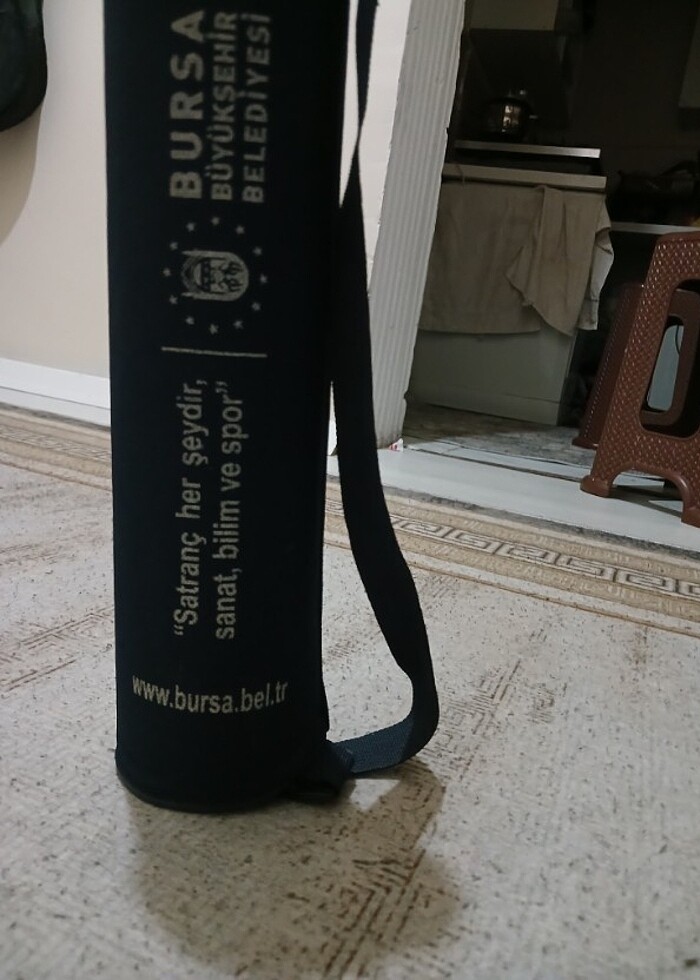 BURSA
BÜYÜKŞEHİR
BELEDİYESİ
“Satranç her şeydir,
sanat, bilim ve spor”
www.bursa.bel.tr